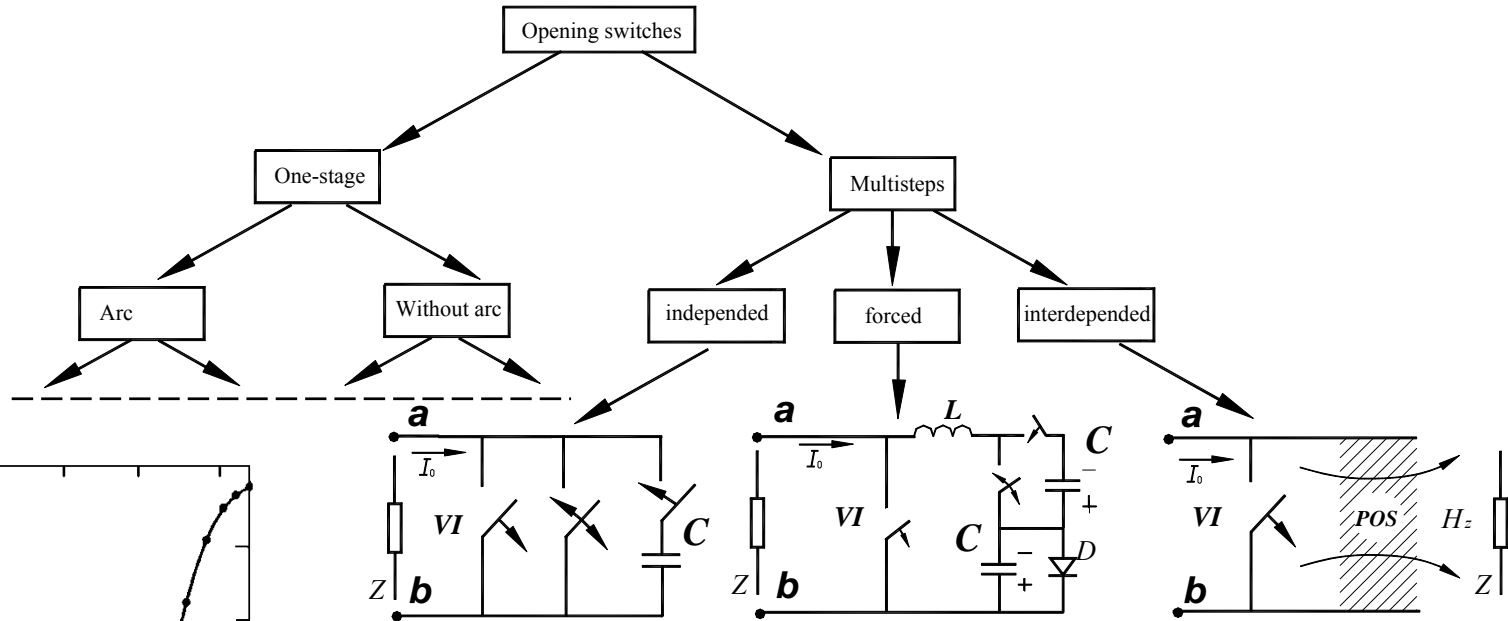 Opening switches
One-stage
Multisteps
Arc
Without arc
independed
forced
interdepended
a
I₀
VI
C
Z
b
a
I₀
L
C
−
+
VI
C
−
+
D
Z
b
a
I₀
VI
POS
Hz
Z
b